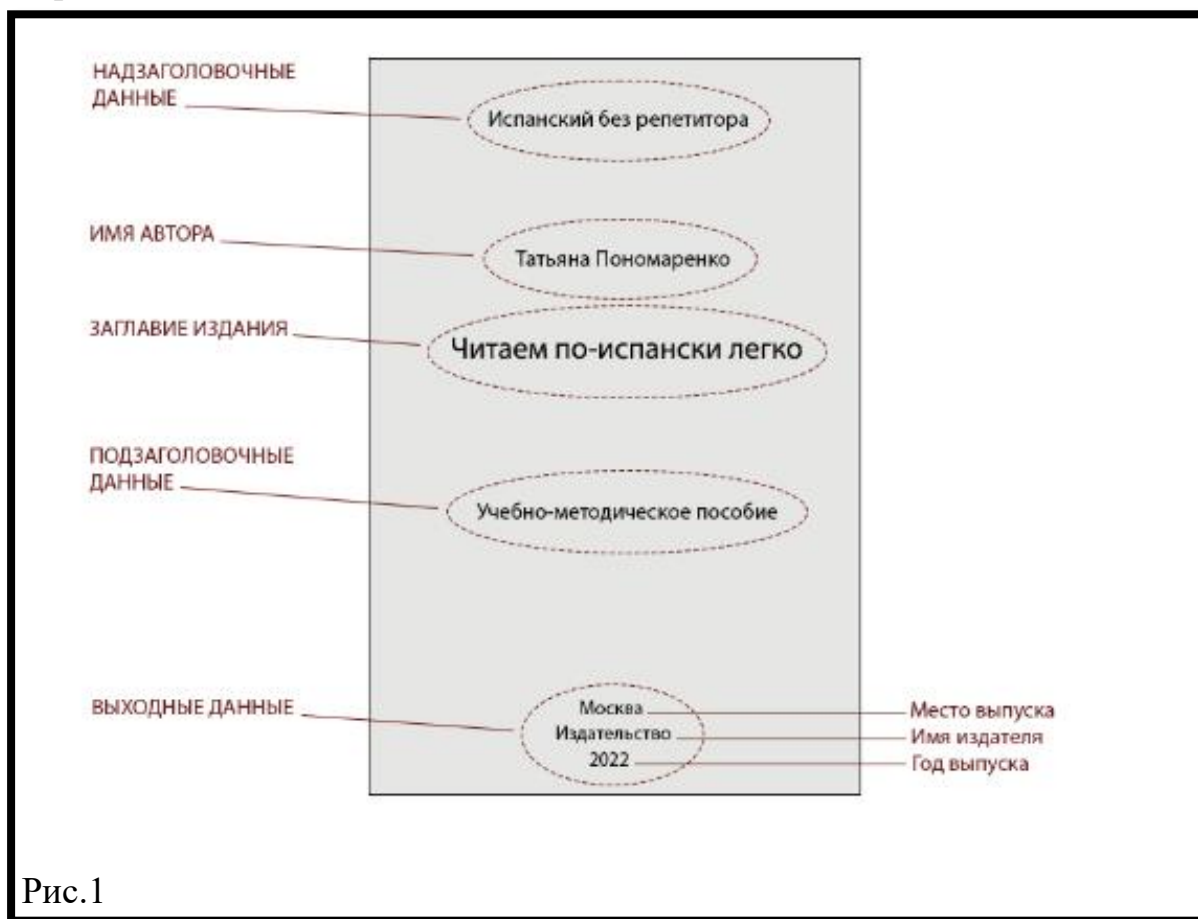 НАДЗАГОЛОВОЧНЫЕ
ДАННЫЕ
Испанский без репетитора
ИМЯ АВТОРА
Татьяна Пономаренко
ЗАГЛАВИЕ ИЗДАНИЯ
Читаем по-испански легко
ПОДЗАГОЛОВОЧНЫЕ
ДАННЫЕ
Учебно-методическое пособие
ВЫХОДНЫЕ ДАННЫЕ
Москва
Место выпуска
Издательство
Имя издателя
2022
Год выпуска
Рис.1